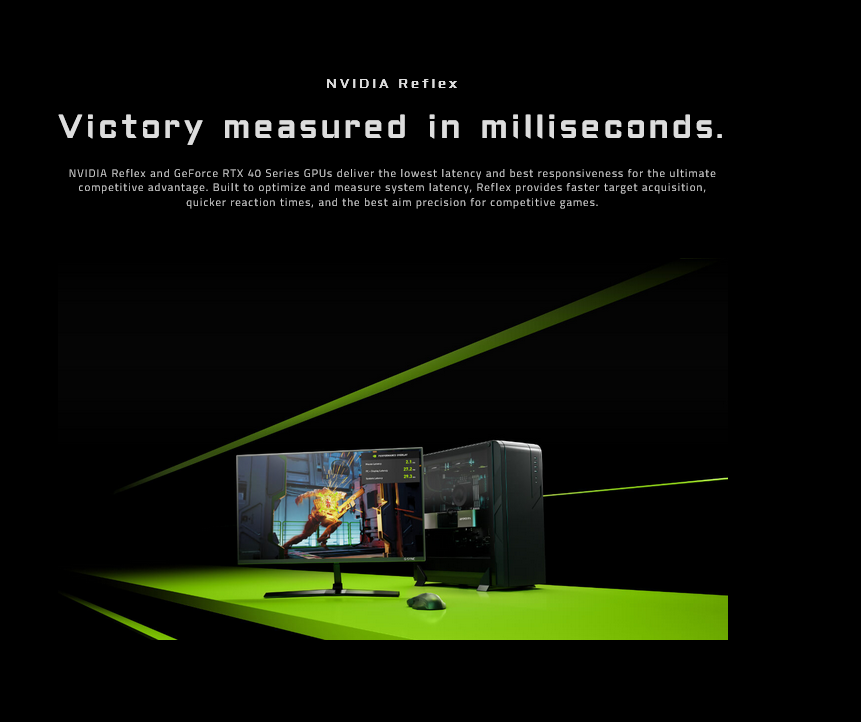 NVIDIA Reflex
Victory measured in milliseconds.
NVIDIA Reflex and GeForce RTX 40 Series GPUs deliver the lowest latency and best responsiveness for the ultimate
competitive advantage. Built to optimize and measure system latency, Reflex provides faster target acquisition,
quicker reaction times, and the best aim precision for competitive games.